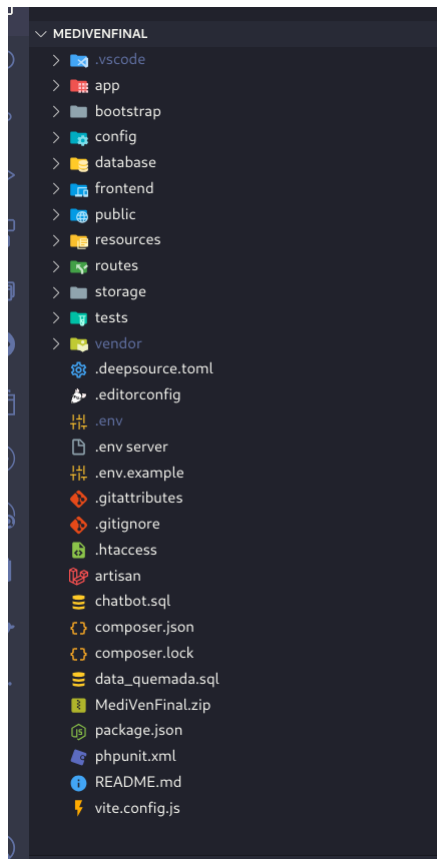 MEDIVENFINAL
.vscode
app
bootstrap
config
database
frontend
public
resources
routes
storage
tests
vendor
.deepsource.toml
.editorconfig
.env
.env server
.env.example
.gitattributes
.gitignore
.htaccess
artisan
chatbot.sql
composer.json
composer.lock
data_quemada.sql
MediVenFinal.zip
package.json
phpunit.xml
README.md
vite.config.js